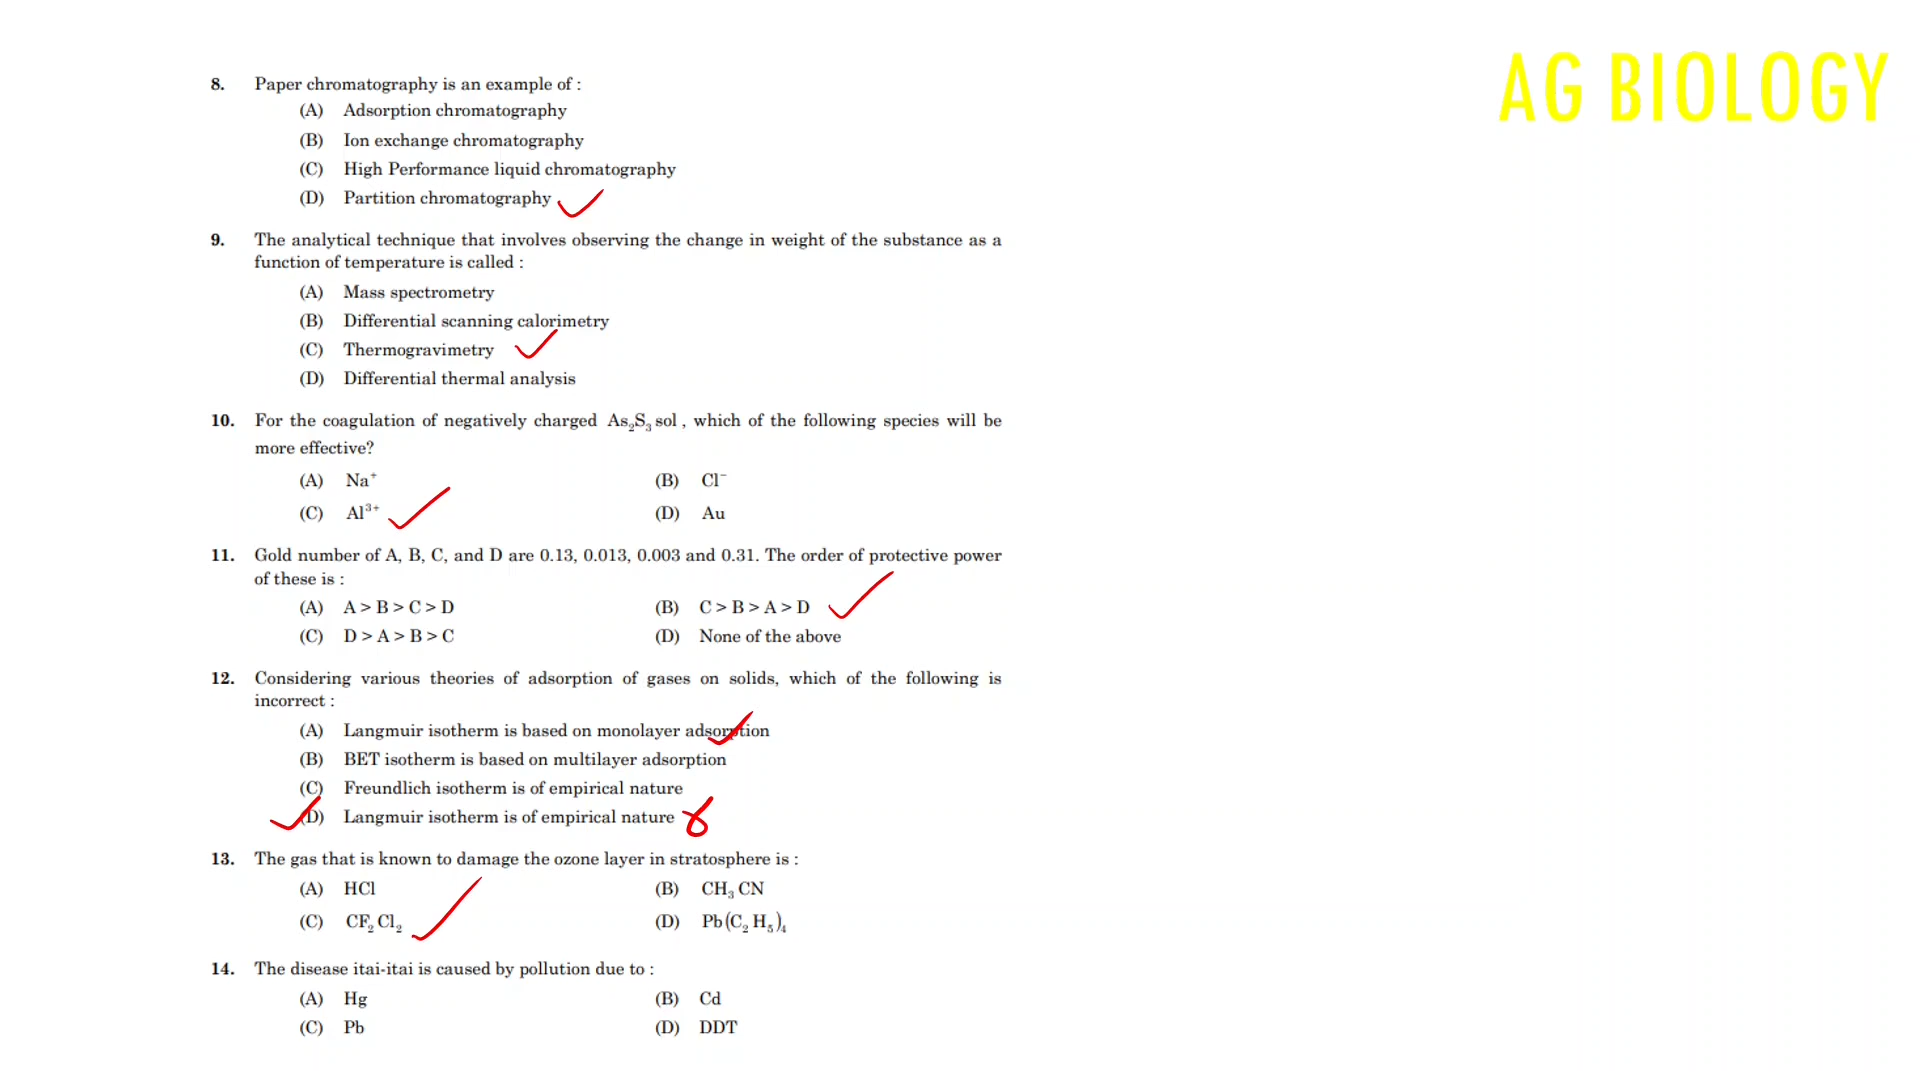 AG BIOLOGY
8. Paper chromatography is an example of :
(A) Adsorption chromatography
(B) Ion exchange chromatography
(C) High Performance liquid chromatography
(D) Partition chromatography
9. The analytical technique that involves observing the change in weight of the substance as a
function of temperature is called :
(A) Mass spectrometry
(B) Differential scanning calorimetry
(C) Thermogravimetry
(D) Differential thermal analysis
10. For the coagulation of negatively charged As₂S₃ sol , which of the following species will be
more effective?
(A) Na⁺ (B) Cl⁻
(C) Al³⁺ (D) Au
11. Gold number of A, B, C, and D are 0.13, 0.013, 0.003 and 0.31. The order of protective power
of these is :
(A) A > B > C > D (B) C > B > A > D
(C) D > A > B > C (D) None of the above
12. Considering various theories of adsorption of gases on solids, which of the following is
incorrect :
(A) Langmuir isotherm is based on monolayer adsorption
(B) BET isotherm is based on multilayer adsorption
(C) Freundlich isotherm is of empirical nature
(D) Langmuir isotherm is of empirical nature
13. The gas that is known to damage the ozone layer in stratosphere is :
(A) HCl (B) CH₃ CN
(C) CF₂ Cl₂ (D) Pb(C₂ H₅)₄
14. The disease itai-itai is caused by pollution due to :
(A) Hg (B) Cd
(C) Pb (D) DDT